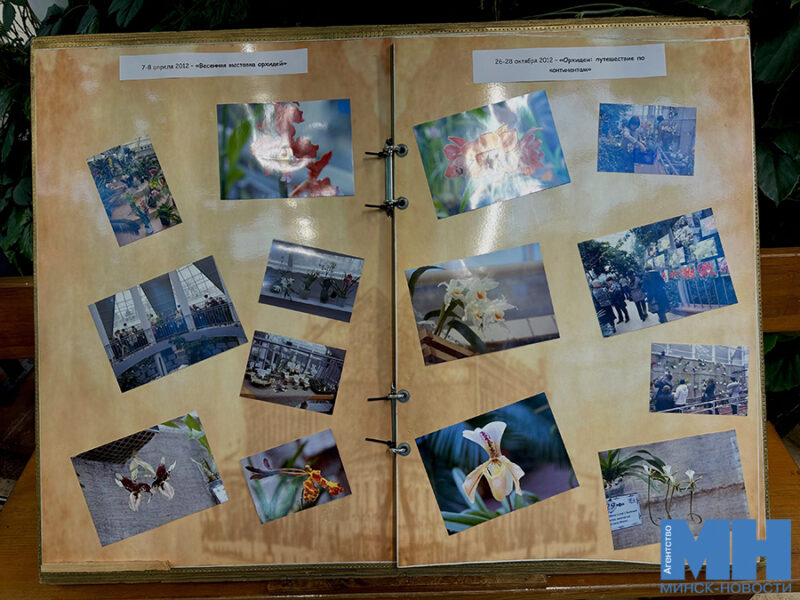 7-8 апреля 2012 - «Весенняя выставка орхидей»
26-28 октября 2012 - «Орхидеи: путешествие по
континентам»
Агентство
МН
МИНСК-НОВОСТИ